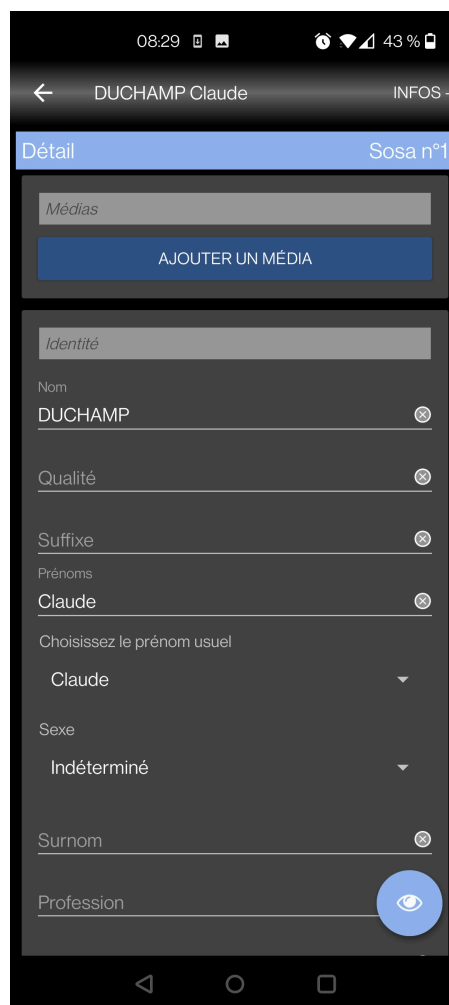 08:29 43 %
DUCHAMP Claude INFOS -
Détail Sosa n°1
Médias
AJOUTER UN MÉDIA
Identité
Nom
DUCHAMP
Qualité
Suffixe
Prénoms
Claude
Choisissez le prénom usuel
Claude
Sexe
Indéterminé
Surnom
Profession